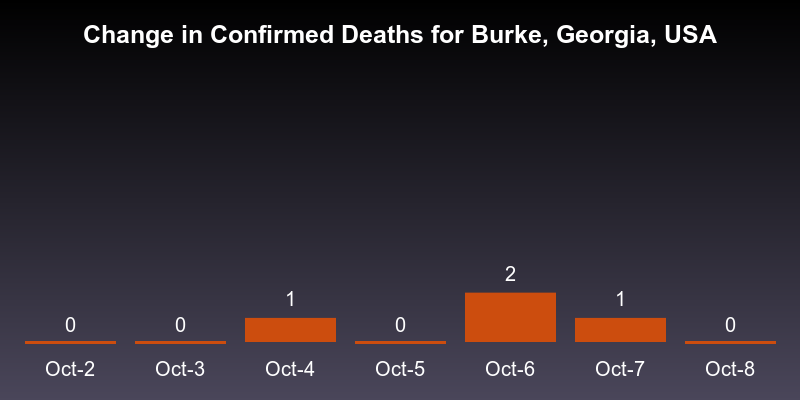 Change in Confirmed Deaths for Burke, Georgia, USA
0 0 1 0 2 1 0
Oct-2 Oct-3 Oct-4 Oct-5 Oct-6 Oct-7 Oct-8